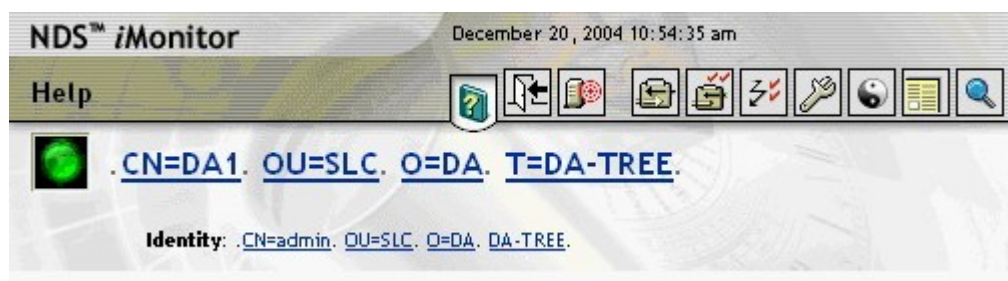 NDS™ iMonitor December 20, 2004 10:54:35 am
Help
.CN=DA1. OU=SLC. O=DA. T=DA-TREE.
Identity: .CN=admin. OU=SLC. O=DA. DA-TREE.